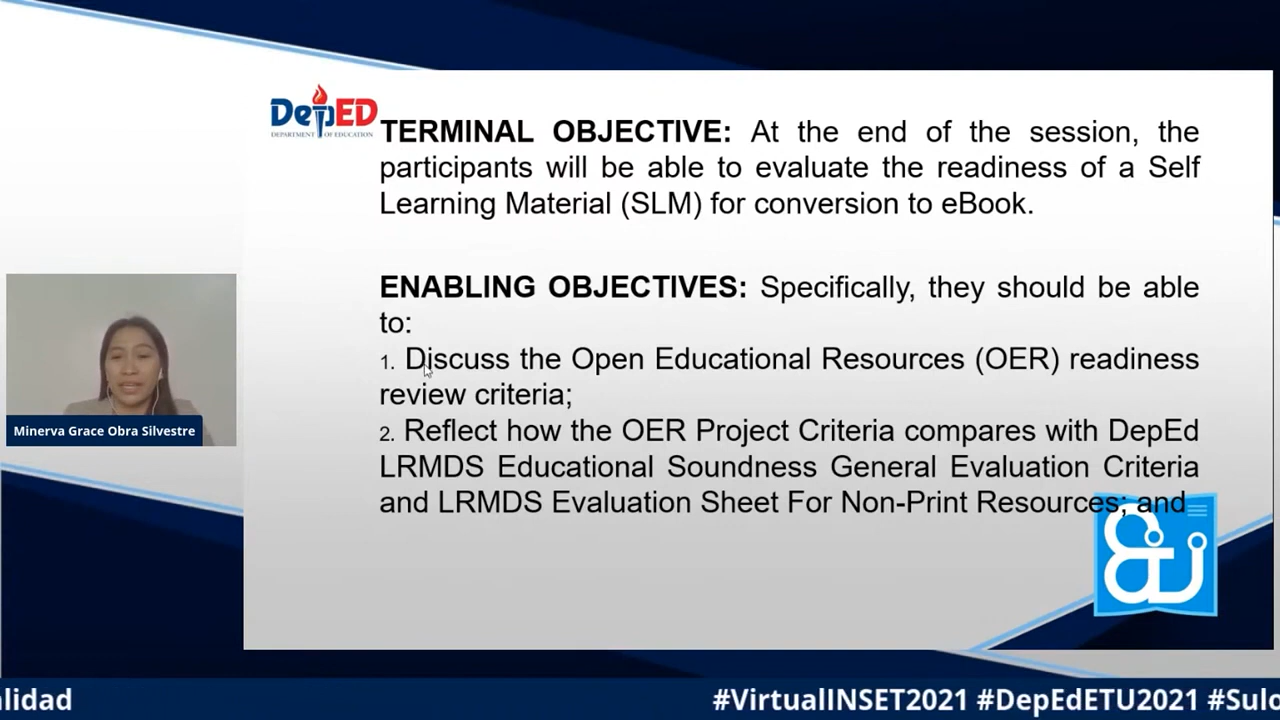 DepED
DEPARTMENT OF EDUCATION
TERMINAL OBJECTIVE: At the end of the session, the
participants will be able to evaluate the readiness of a Self
Learning Material (SLM) for conversion to eBook.
ENABLING OBJECTIVES: Specifically, they should be able
to:
1. Discuss the Open Educational Resources (OER) readiness
review criteria;
2. Reflect how the OER Project Criteria compares with DepEd
LRMDS Educational Soundness General Evaluation Criteria
and LRMDS Evaluation Sheet For Non-Print Resources; and
Minerva Grace Obra Silvestre
alidad #VirtualINSET2021 #DepEdETU2021 #Sulo